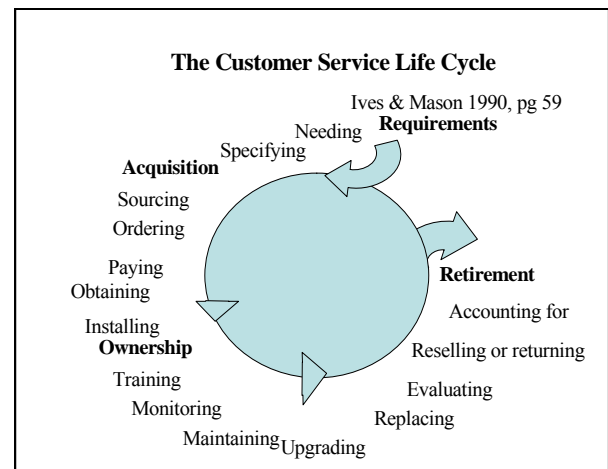 The Customer Service Life Cycle
Ives & Mason 1990, pg 59
Requirements
Needing
Specifying
Acquisition
Sourcing
Ordering
Paying
Obtaining
Installing
Ownership
Training
Monitoring
Maintaining
Upgrading
Replacing
Evaluating
Reselling or returning
Accounting for
Retirement